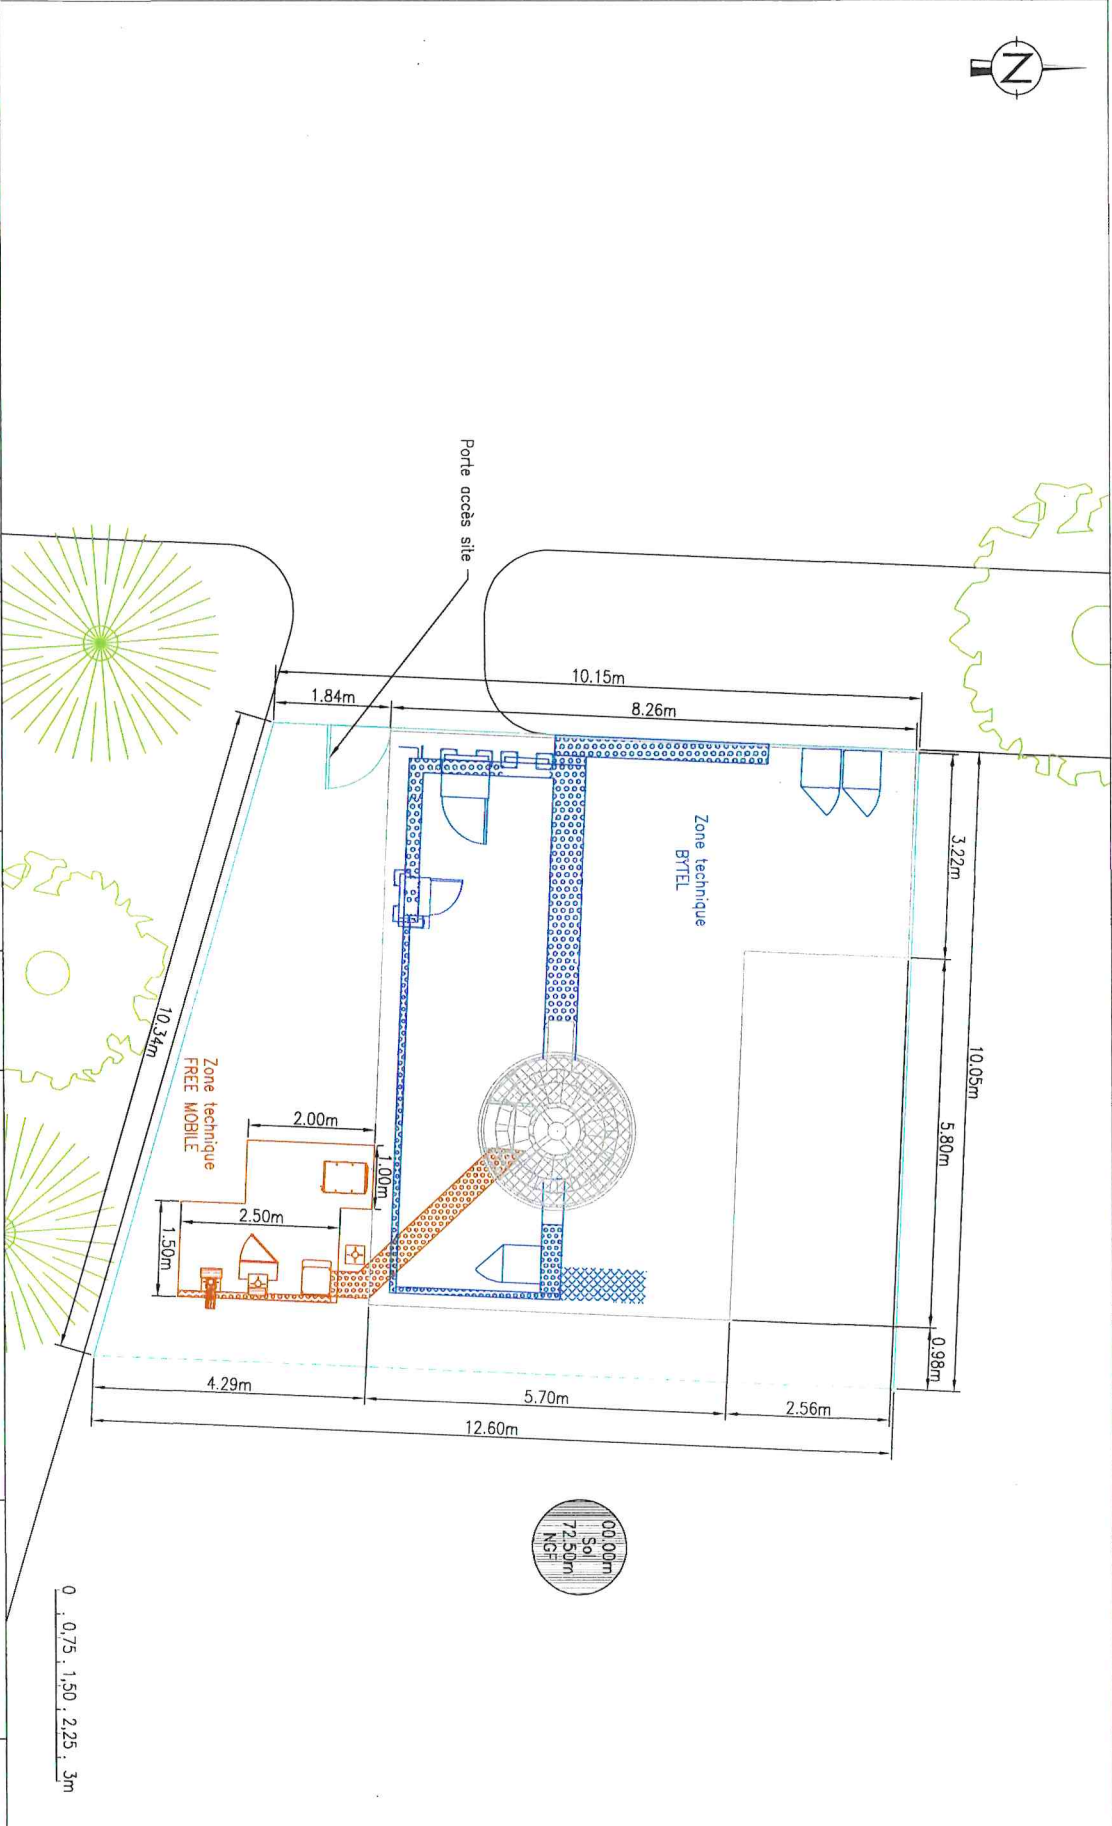 N
Porte accès site
10.15m
1.84m
8.26m
3.22m
10.05m
5.80m
0.98m
Zone technique
BYTEL
10.34m
Zone technique
FREE MOBILE
2.00m
1.00m
2.50m
1.50m
4.29m
5.70m
2.56m
12.60m
00.00m
Sol
72.50m
NGF
0 0,75 1,50 2,25 3m